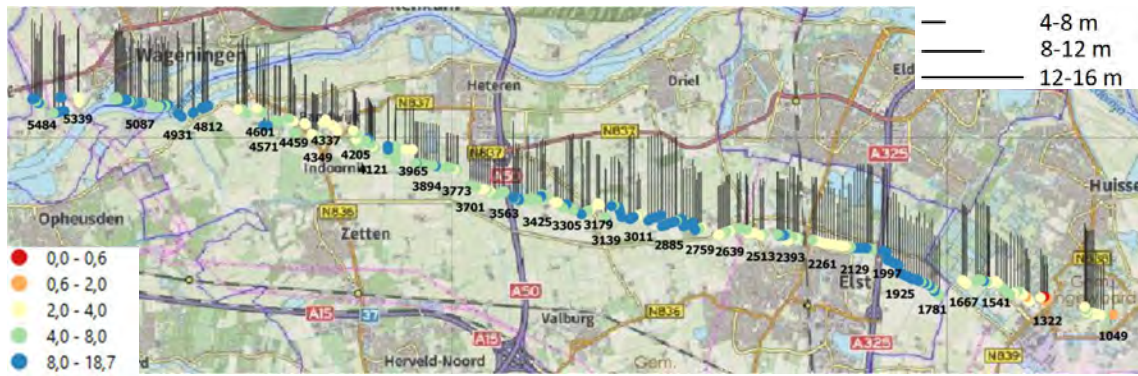 4-8 m
8-12 m
12-16 m
Wageningen
Heteren
Driel
N837
N837
N837
A50
A325
Huisse
5484
5339
5087
4931
4812
4601
4571
4459
4337
4349
4205
4121
3965
3894
3773
3701
3563
3425
3305
3179
3139
3011
2885
2759
2639
2513
2393
2261
2129
1997
1925
1781
1667
1541
1322
1049
Opheusden
N836
Zetten
Elst
0,0 - 0,6
0,6 - 2,0
2,0 - 4,0
4,0 - 8,0
8,0 - 18,7
A15
37
A50
Valburg
N836
A15
Herveld-Noord
Gem.
A325
N839
Gem.